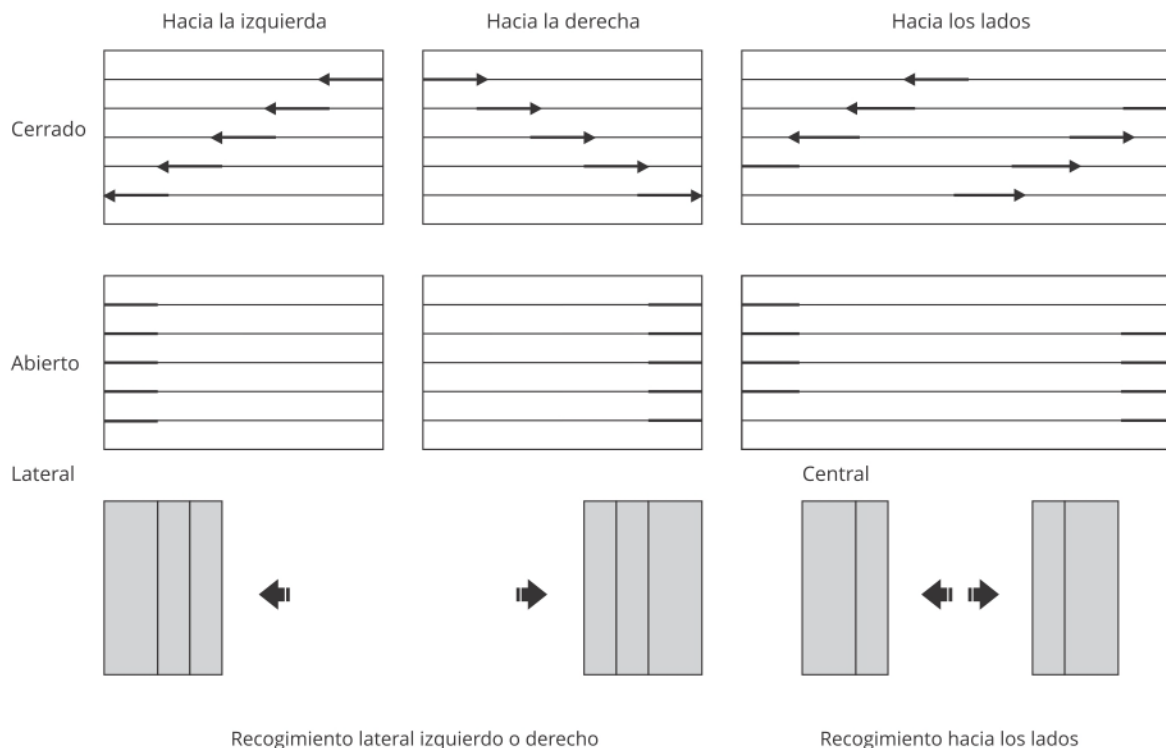 Hacia la izquierda
Hacia la derecha
Hacia los lados
Cerrado
Abierto
Lateral
Central
Recogimiento lateral izquierdo o derecho
Recogimiento hacia los lados